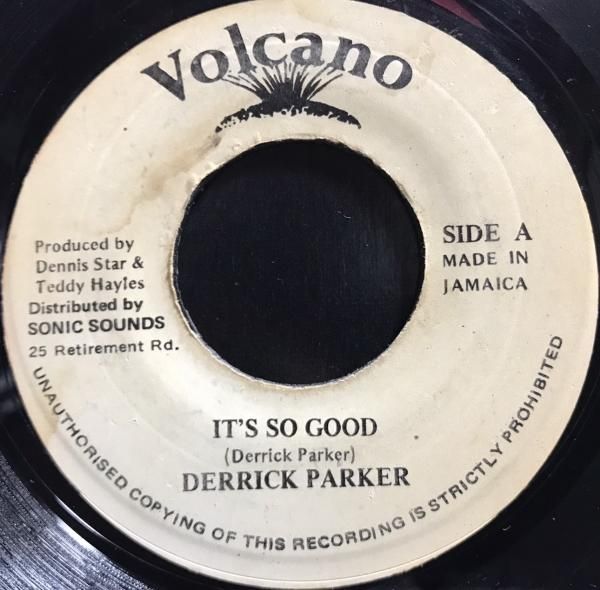 Volcano
SIDE A
MADE IN
JAMAICA
Produced by
Dennis Star &
Teddy Hayles
Distributed by
SONIC SOUNDS
25 Retirement Rd.
IT'S SO GOOD
(Derrick Parker)
DERRICK PARKER
UNAUTHORISED COPYING OF THIS RECORDING IS STRICTLY PROHIBITED